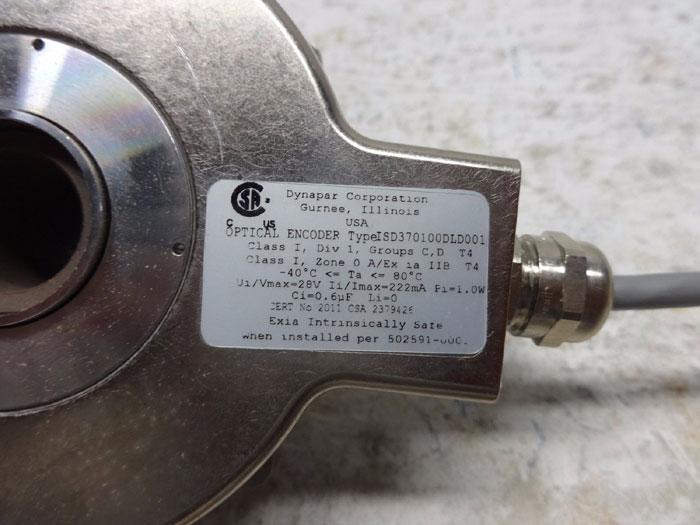 CSA
C US
Dynapar Corporation
Gurnee, Illinois
USA
OPTICAL ENCODER TypeISD370100DLD001
Class I, Div 1, Groups C,D T4
Class I, Zone 0 A/Ex ia IIB T4
-40°C <= Ta <= 80°C
Ui/Vmax=28V Ii/Imax=222mA Pi=1.0W
Ci=0.6µF Li=0
CERT No 2011 CSA 2379426
Exia Intrinsically Safe
when installed per